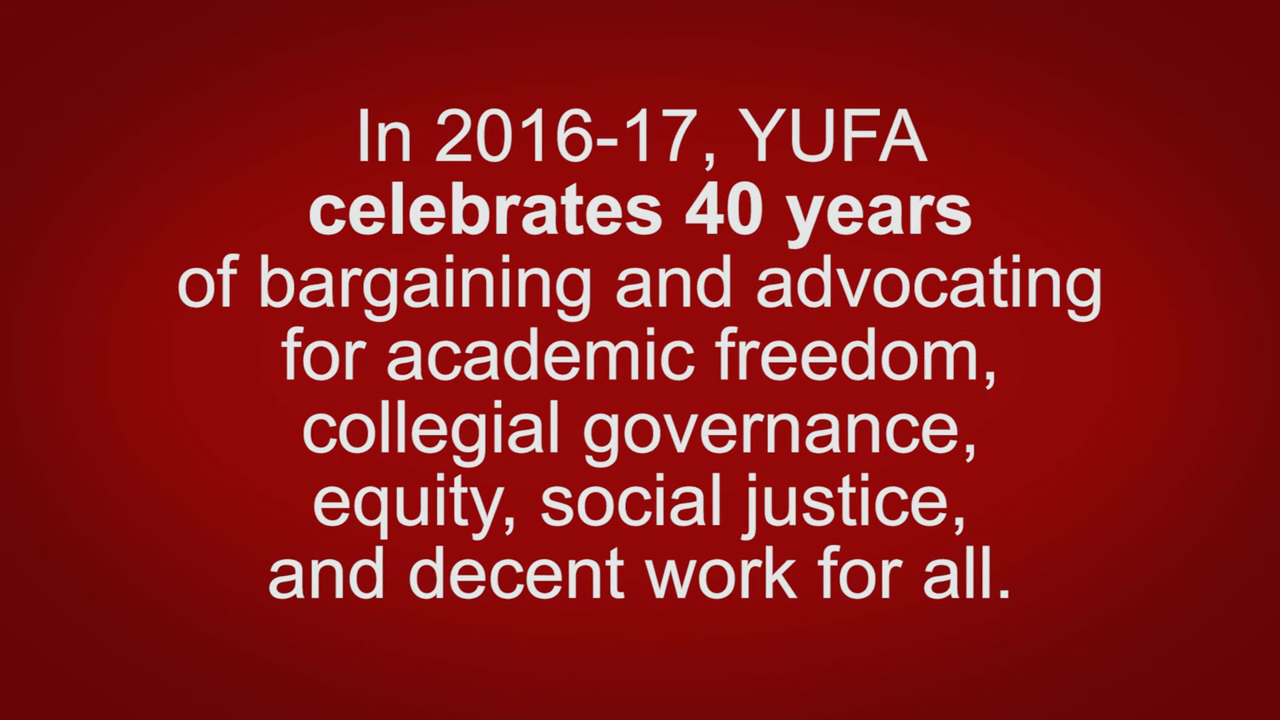 In 2016-17, YUFA
celebrates 40 years
of bargaining and advocating
for academic freedom,
collegial governance,
equity, social justice,
and decent work for all.